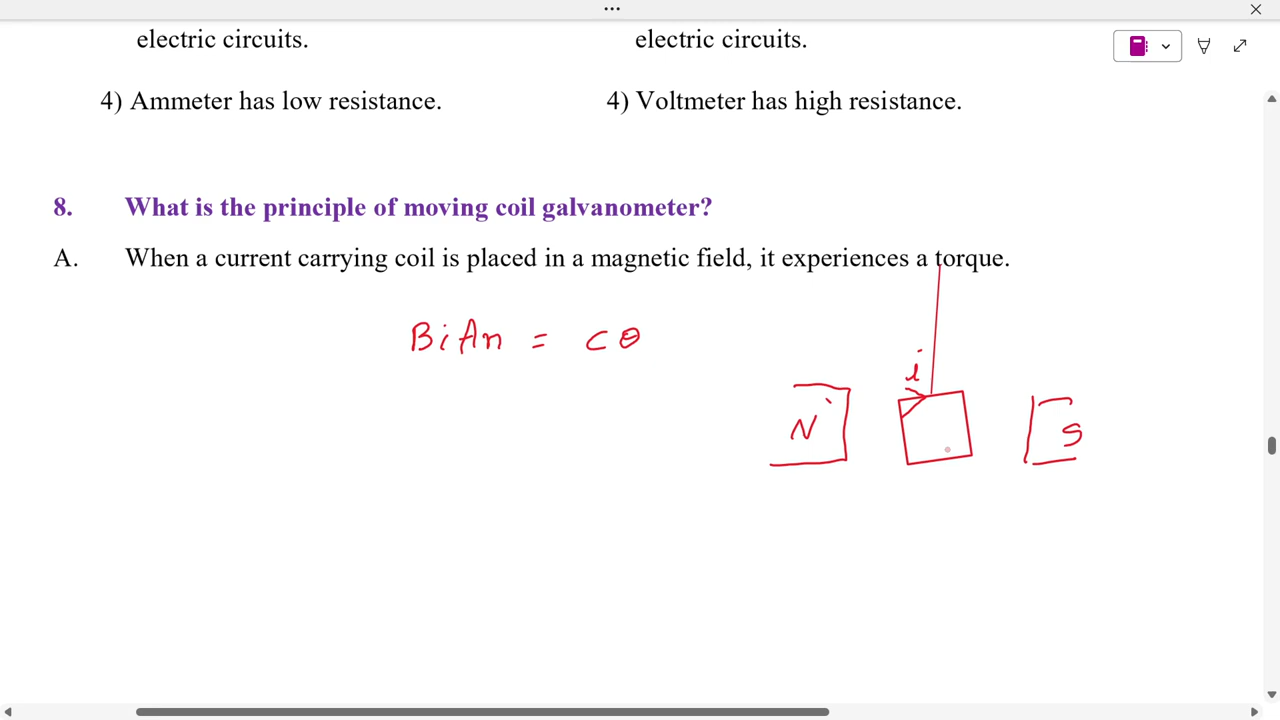 electric circuits. electric circuits.
4) Ammeter has low resistance. 4) Voltmeter has high resistance.
8. What is the principle of moving coil galvanometer?
A. When a current carrying coil is placed in a magnetic field, it experiences a torque.
BiAn = cθ
i
N S